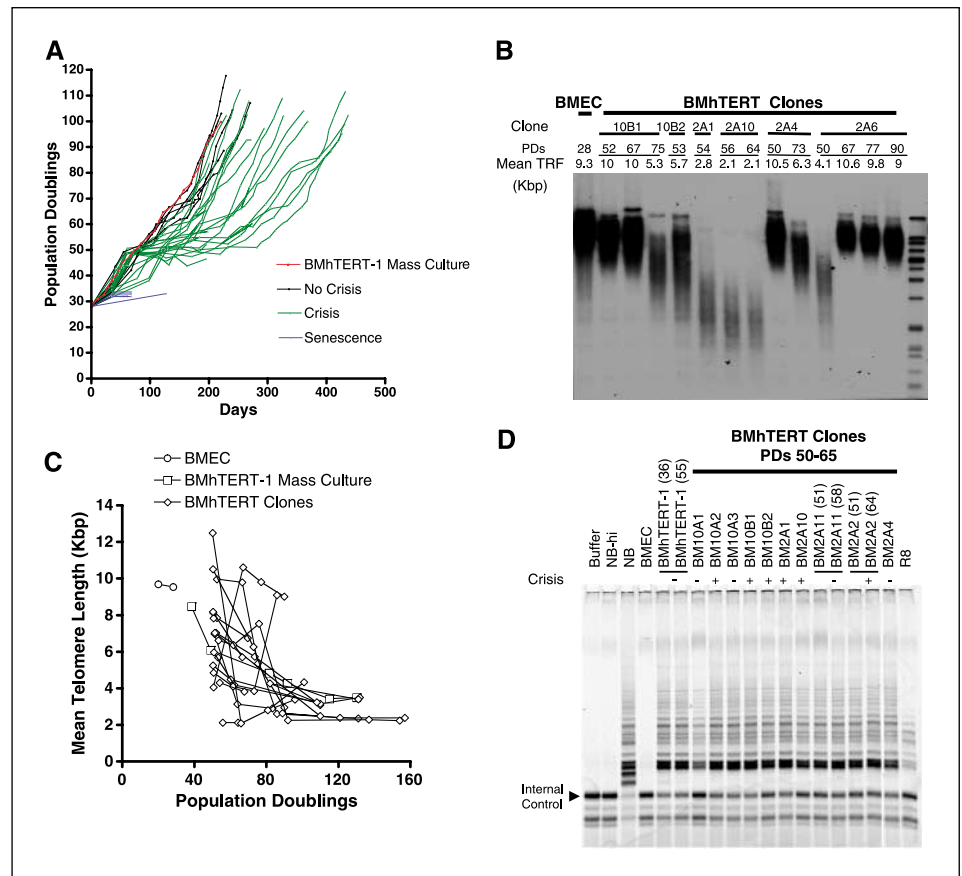 A
120
110
100
90
80
70
60
50
40
30
20
10
0
Population Doublings
0 100 200 300 400 500
Days
BMhTERT-1 Mass Culture
No Crisis
Crisis
Senescence
B
BMEC BMhTERT Clones
Clone 10B1 10B2 2A1 2A10 2A4 2A6
PDs 28 52 67 75 53 54 56 64 50 73 50 67 77 90
Mean TRF 9.3 10 10 5.3 5.7 2.8 2.1 2.1 10.5 6.3 4.1 10.6 9.8 9
(Kbp)
C
BMEC
BMhTERT-1 Mass Culture
BMhTERT Clones
14
12
10
8
6
4
2
0
Mean Telomere Length (Kbp)
0 40 80 120 160
Population Doublings
D
BMhTERT Clones
PDs 50-65
Buffer
NB-hi
NB
BMEC
BMhTERT-1 (36)
BMhTERT-1 (55)
BM10A1
BM10A2
BM10A3
BM10B1
BM10B2
BM2A1
BM2A10
BM2A11 (51)
BM2A11 (58)
BM2A2 (51)
BM2A2 (64)
BM2A4
R8
Crisis - - + - + + + + - + -
Internal
Control